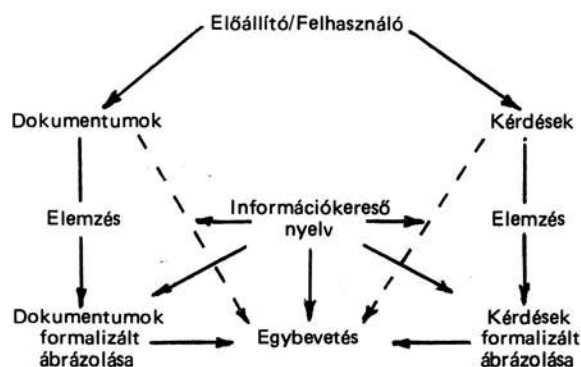 Előállító/Felhasználó
Dokumentumok
Kérdések
Elemzés
Információkereső
nyelv
Elemzés
Dokumentumok
formalizált
ábrázolása
Egybevetés
Kérdések
formalizált
ábrázolása